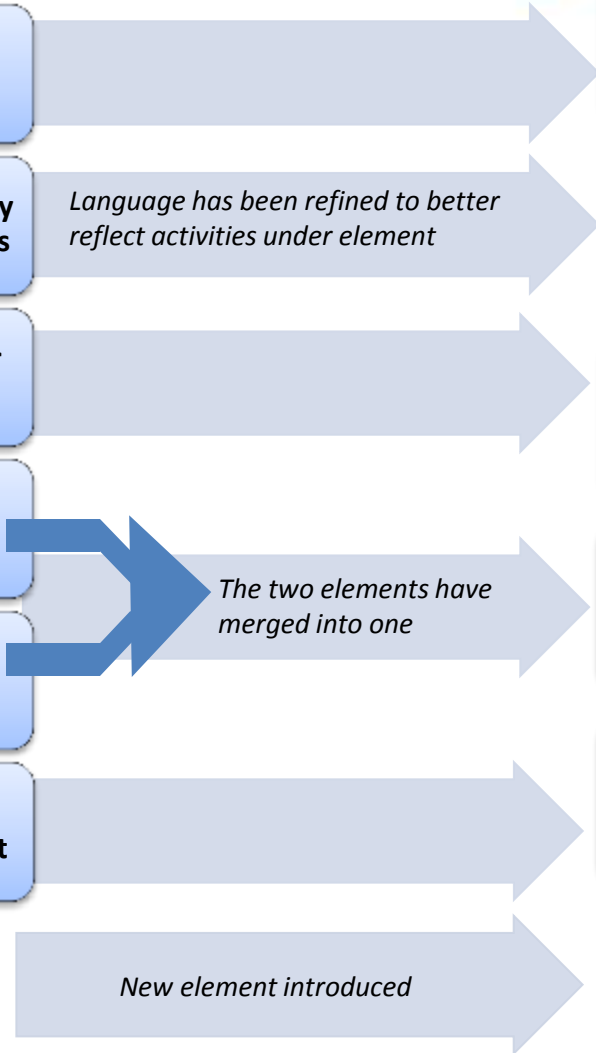 Language has been refined to better
reflect activities under element
The two elements have
merged into one
New element introduced